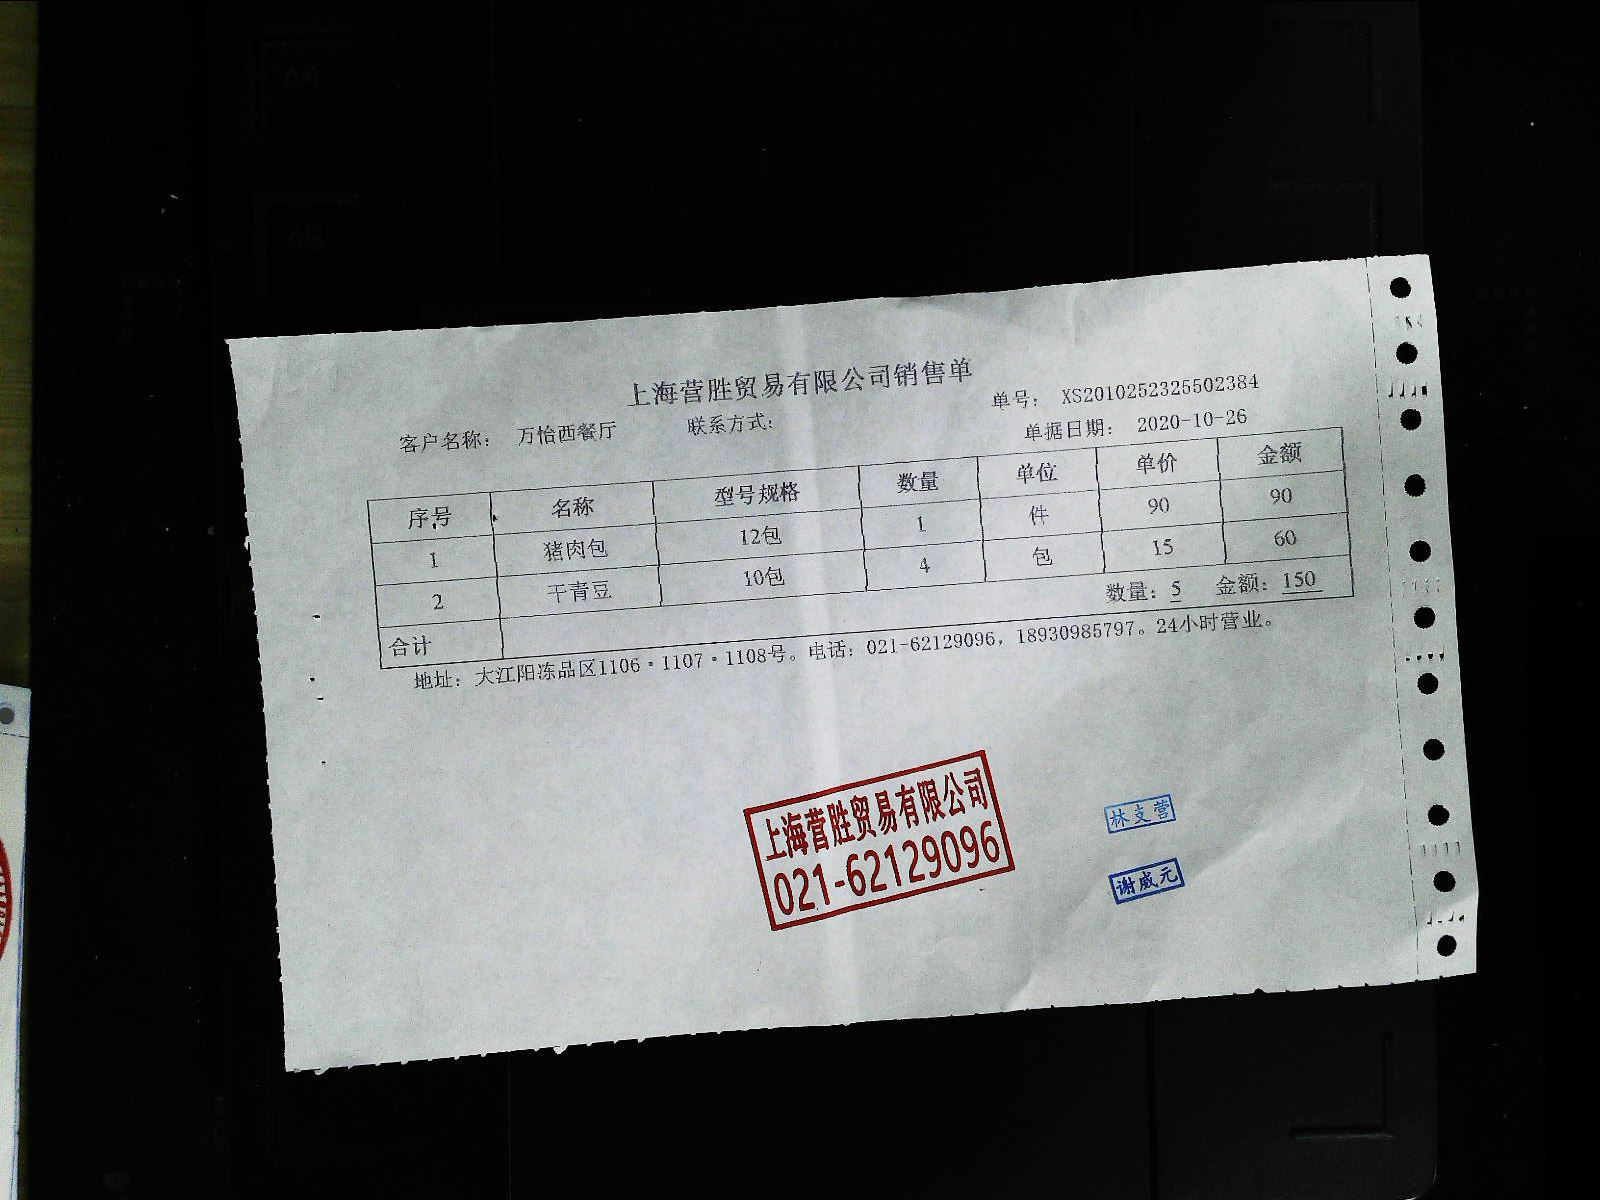 上海营胜贸易有限公司销售单
单号： XS2010252325502384
客户名称： 万怡西餐厅 联系方式： 单据日期： 2020-10-26
序号 名称 型号规格 数量 单位 单价 金额
1 猪肉包 12包 1 件 90 90
2 干青豆 10包 4 包 15 60
合计 数量：5 金额：150
地址：大江阳冻品区1106·1107·1108号。电话：021-62129096，18930985797。24小时营业。
上海营胜贸易有限公司
021-62129096
林支营
谢威元
A4
A5